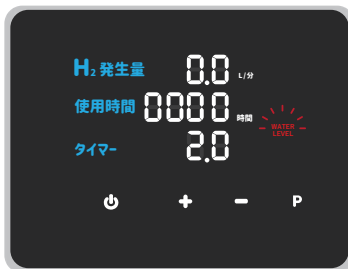 H₂ 発生量 0.0 L/分
使用時間 0000 時間
WATER
LEVEL
タイマー 2.0
P